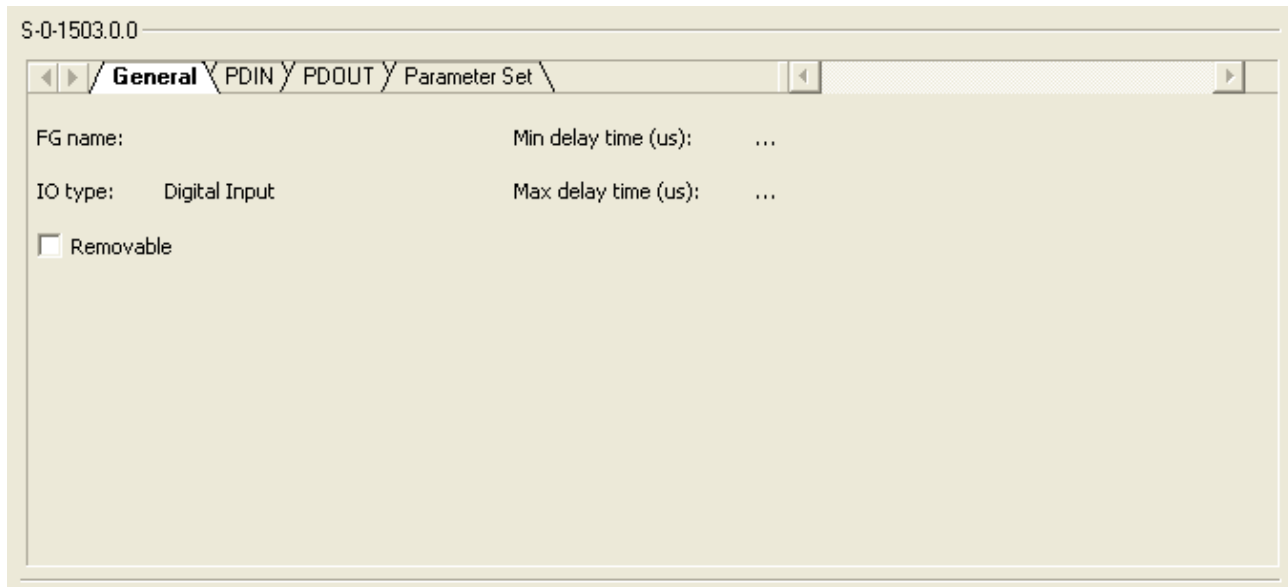 S-0-1503.0.0
General PDIN PDOUT Parameter Set
FG name: Min delay time (us): ...
IO type: Digital Input Max delay time (us): ...
Removable